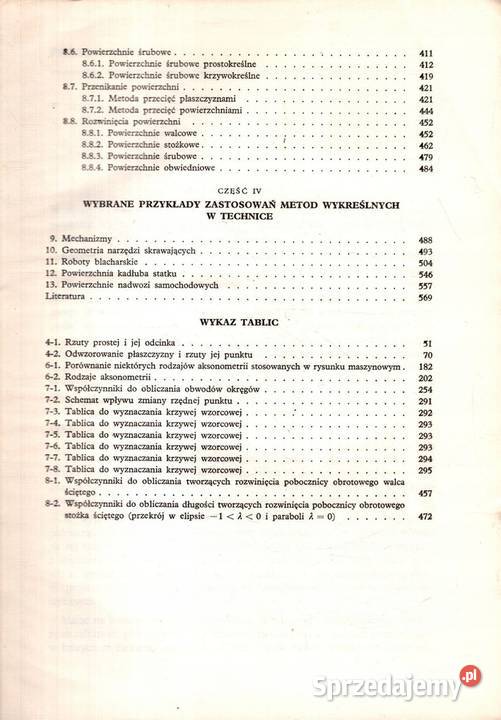 8.6. Powierzchnie śrubowe . . . . . . . . . . . . . . . . . . . . 411
8.6.1. Powierzchnie śrubowe prostokreślne . . . . . . . . . . . . 412
8.6.2. Powierzchnie śrubowe krzywokreślne . . . . . . . . . . . . 419
8.7. Przenikanie powierzchni . . . . . . . . . . . . . . . . . . . . 421
8.7.1. Metoda przecięć płaszczyznami . . . . . . . . . . . . . . 421
8.7.2. Metoda przecięć powierzchniami . . . . . . . . . . . . . . 444
8.8. Rozwinięcia powierzchni . . . . . . . . . . . . . . . . . . . . 452
8.8.1. Powierzchnie walcowe . . . . . . . . . . . . . . . . . . 452
8.8.2. Powierzchnie stożkowe . . . . . . . . . . . . . . . . . . 462
8.8.3. Powierzchnie śrubowe . . . . . . . . . . . . . . . . . . 479
8.8.4. Powierzchnie obwiedniowe . . . . . . . . . . . . . . . . 484
CZĘŚĆ IV
WYBRANE PRZYKŁADY ZASTOSOWAŃ METOD WYKREŚLNYCH
W TECHNICE
9. Mechanizmy . . . . . . . . . . . . . . . . . . . . . . . . 488
10. Geometria narzędzi skrawających . . . . . . . . . . . . . . . . 493
11. Roboty blacharskie . . . . . . . . . . . . . . . . . . . . . . 504
12. Powierzchnia kadłuba statku . . . . . . . . . . . . . . . . . . 546
13. Powierzchnie nadwozi samochodowych . . . . . . . . . . . . . . 557
Literatura . . . . . . . . . . . . . . . . . . . . . . . . . . 569
WYKAZ TABLIC
4-1. Rzuty prostej i jej odcinka . . . . . . . . . . . . . . . . . . 51
4-2. Odwzorowanie płaszczyzny i rzuty jej punktu . . . . . . . . . . 70
6-1. Porównanie niektórych rodzajów aksonometrii stosowanych w rysunku maszynowym . 182
6-2. Rodzaje aksonometrii . . . . . . . . . . . . . . . . . . . . 202
7-1. Współczynniki do obliczania obwodów okręgów . . . . . . . . . . 254
7-2. Schemat wpływu zmiany rzędnej punktu . . . . . . . . . . . . . 291
7-3. Tablica do wyznaczania krzywej wzorcowej . . . . . . . . . . . . 292
7-4. Tablica do wyznaczania krzywej wzorcowej . . . . . . . . . . . . 293
7-5. Tablica do wyznaczania krzywej wzorcowej . . . . . . . . . . . . 293
7-6. Tablica do wyznaczania krzywej wzorcowej . . . . . . . . . . . . 293
7-7. Tablica do wyznaczania krzywej wzorcowej . . . . . . . . . . . . 294
7-8. Tablica do wyznaczania krzywej wzorcowej . . . . . . . . . . . . 295
8-1. Współczynniki do obliczania tworzących rozwinięcia pobocznicy obrotowego walca
ściętego . . . . . . . . . . . . . . . . . . . . . . . . . . 457
8-2. Współczynniki do obliczania długości tworzących rozwinięcia pobocznicy obrotowego
stożka ściętego (przekrój w elipsie −1 < λ < 0 i paraboli λ = 0) . . . . . . . 472
Sprzedajemy.pl